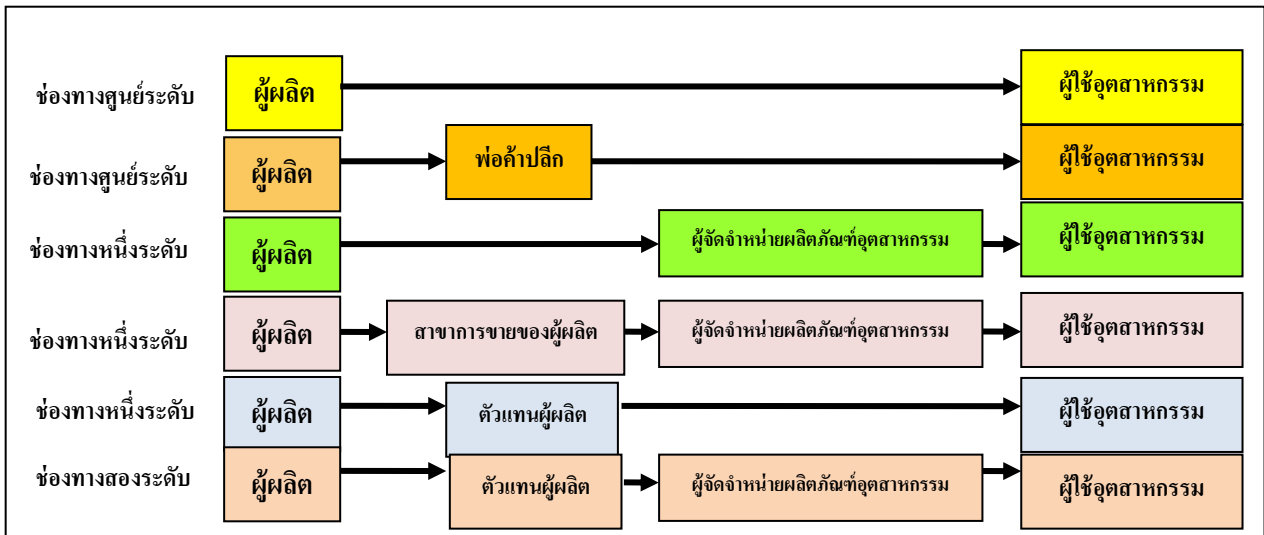 ช่องทางศูนย์ระดับ ผู้ผลิต ผู้ใช้อุตสาหกรรม
ช่องทางศูนย์ระดับ ผู้ผลิต พ่อค้าปลีก ผู้ใช้อุตสาหกรรม
ช่องทางหนึ่งระดับ ผู้ผลิต ผู้จัดจำหน่ายผลิตภัณฑ์อุตสาหกรรม ผู้ใช้อุตสาหกรรม
ช่องทางหนึ่งระดับ ผู้ผลิต สาขาการขายของผู้ผลิต ผู้จัดจำหน่ายผลิตภัณฑ์อุตสาหกรรม ผู้ใช้อุตสาหกรรม
ช่องทางหนึ่งระดับ ผู้ผลิต ตัวแทนผู้ผลิต ผู้ใช้อุตสาหกรรม
ช่องทางสองระดับ ผู้ผลิต ตัวแทนผู้ผลิต ผู้จัดจำหน่ายผลิตภัณฑ์อุตสาหกรรม ผู้ใช้อุตสาหกรรม